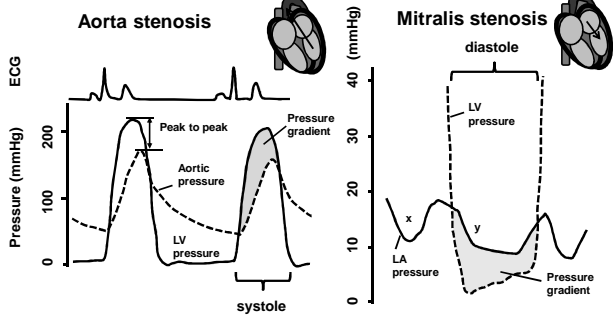 Aorta stenosis
ECG
Pressure (mmHg)
200
100
0
Peak to peak
Aortic
pressure
LV
pressure
Pressure
gradient
systole
Mitralis stenosis
(mmHg)
diastole
40
30
20
10
0
LV
pressure
x
y
LA
pressure
Pressure
gradient